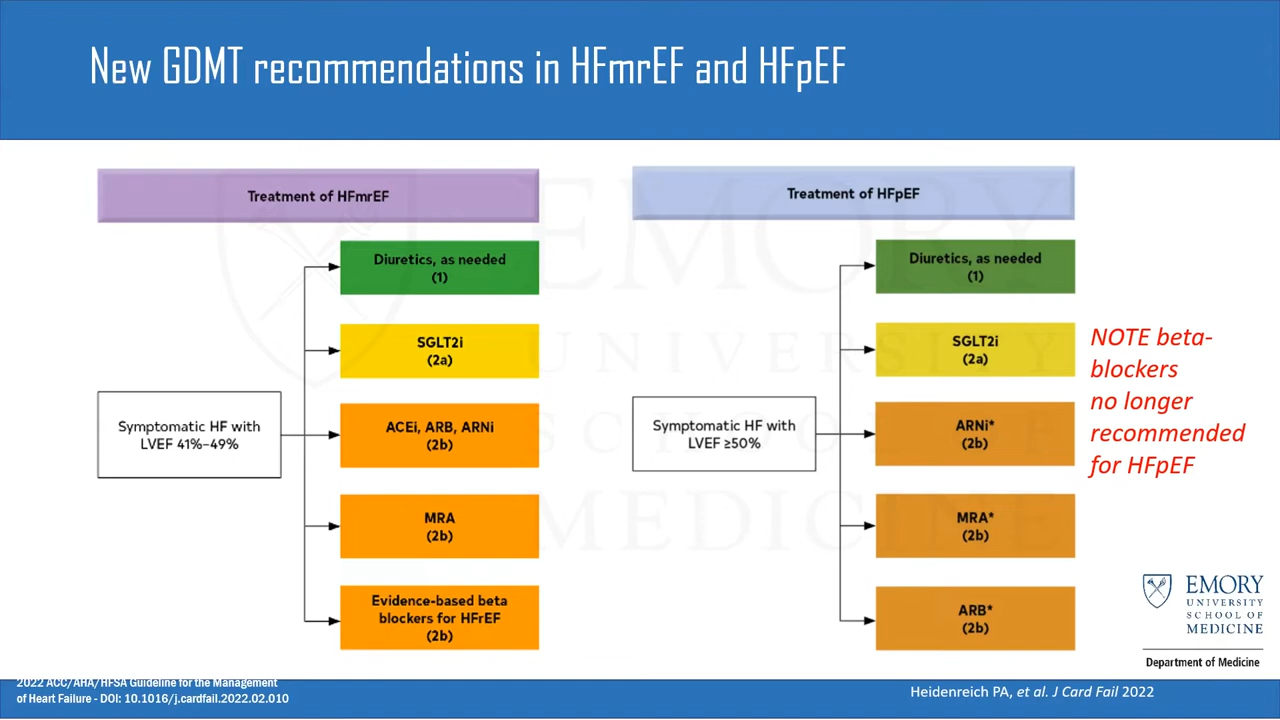 New GDMT recommendations in HFmrEF and HFpEF
Treatment of HFmrEF
Symptomatic HF with
LVEF 41%–49%
Diuretics, as needed
(1)
SGLT2i
(2a)
ACEi, ARB, ARNi
(2b)
MRA
(2b)
Evidence-based beta
blockers for HFrEF
(2b)
Treatment of HFpEF
Symptomatic HF with
LVEF ≥50%
Diuretics, as needed
(1)
SGLT2i
(2a)
ARNi*
(2b)
MRA*
(2b)
ARB*
(2b)
NOTE beta-
blockers
no longer
recommended
for HFpEF
EMORY
UNIVERSITY
SCHOOL OF
MEDICINE
EMORY
UNIVERSITY
SCHOOL OF
MEDICINE
Department of Medicine
2022 ACC/AHA/HFSA Guideline for the Management
of Heart Failure - DOI: 10.1016/j.cardfail.2022.02.010
Heidenreich PA, et al. J Card Fail 2022